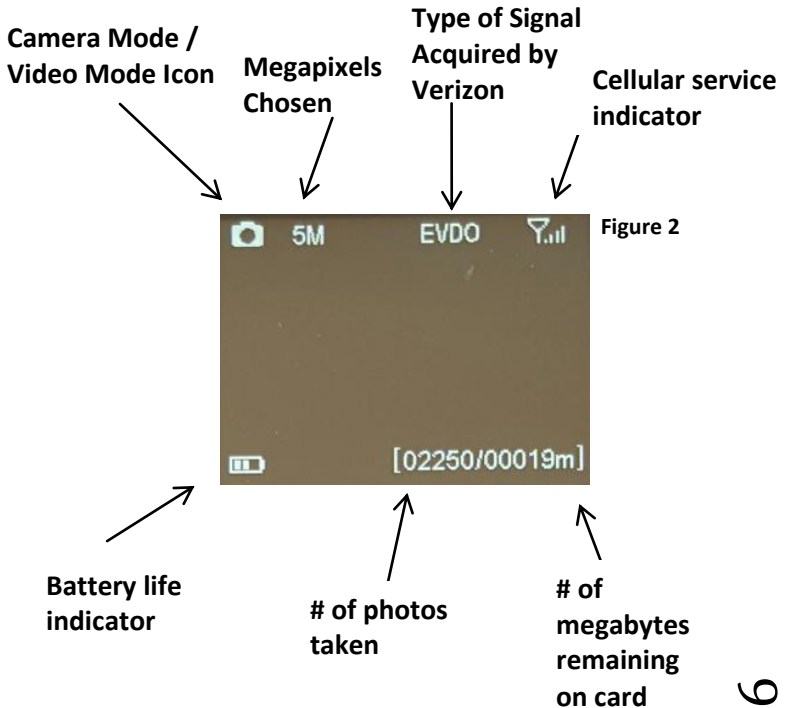 Camera Mode /
Video Mode Icon
Megapixels
Chosen
Type of Signal
Acquired by
Verizon
Cellular service
indicator
5M
EVDO
Figure 2
[02250/00019m]
Battery life
indicator
# of photos
taken
# of
megabytes
remaining
on card
9